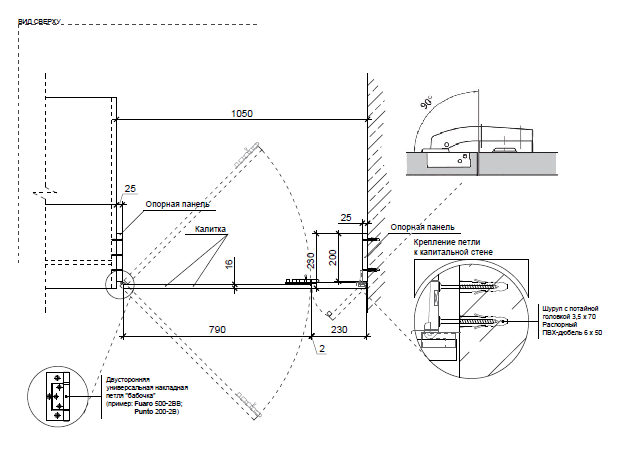 ВИД СВЕРХУ
90°
1050
25
Опорная панель
25
Опорная панель
Калитка
Крепление петли
к капитальной стене
16
230
200
Шуруп с потайной
головкой 3,5 х 70
Распорный
ПВХ-дюбель 6 х 50
790
230
2
Двусторонняя
универсальная накладная
петля "бабочка"
(пример: Fuaro 500-2BB;
Punto 200-2B)